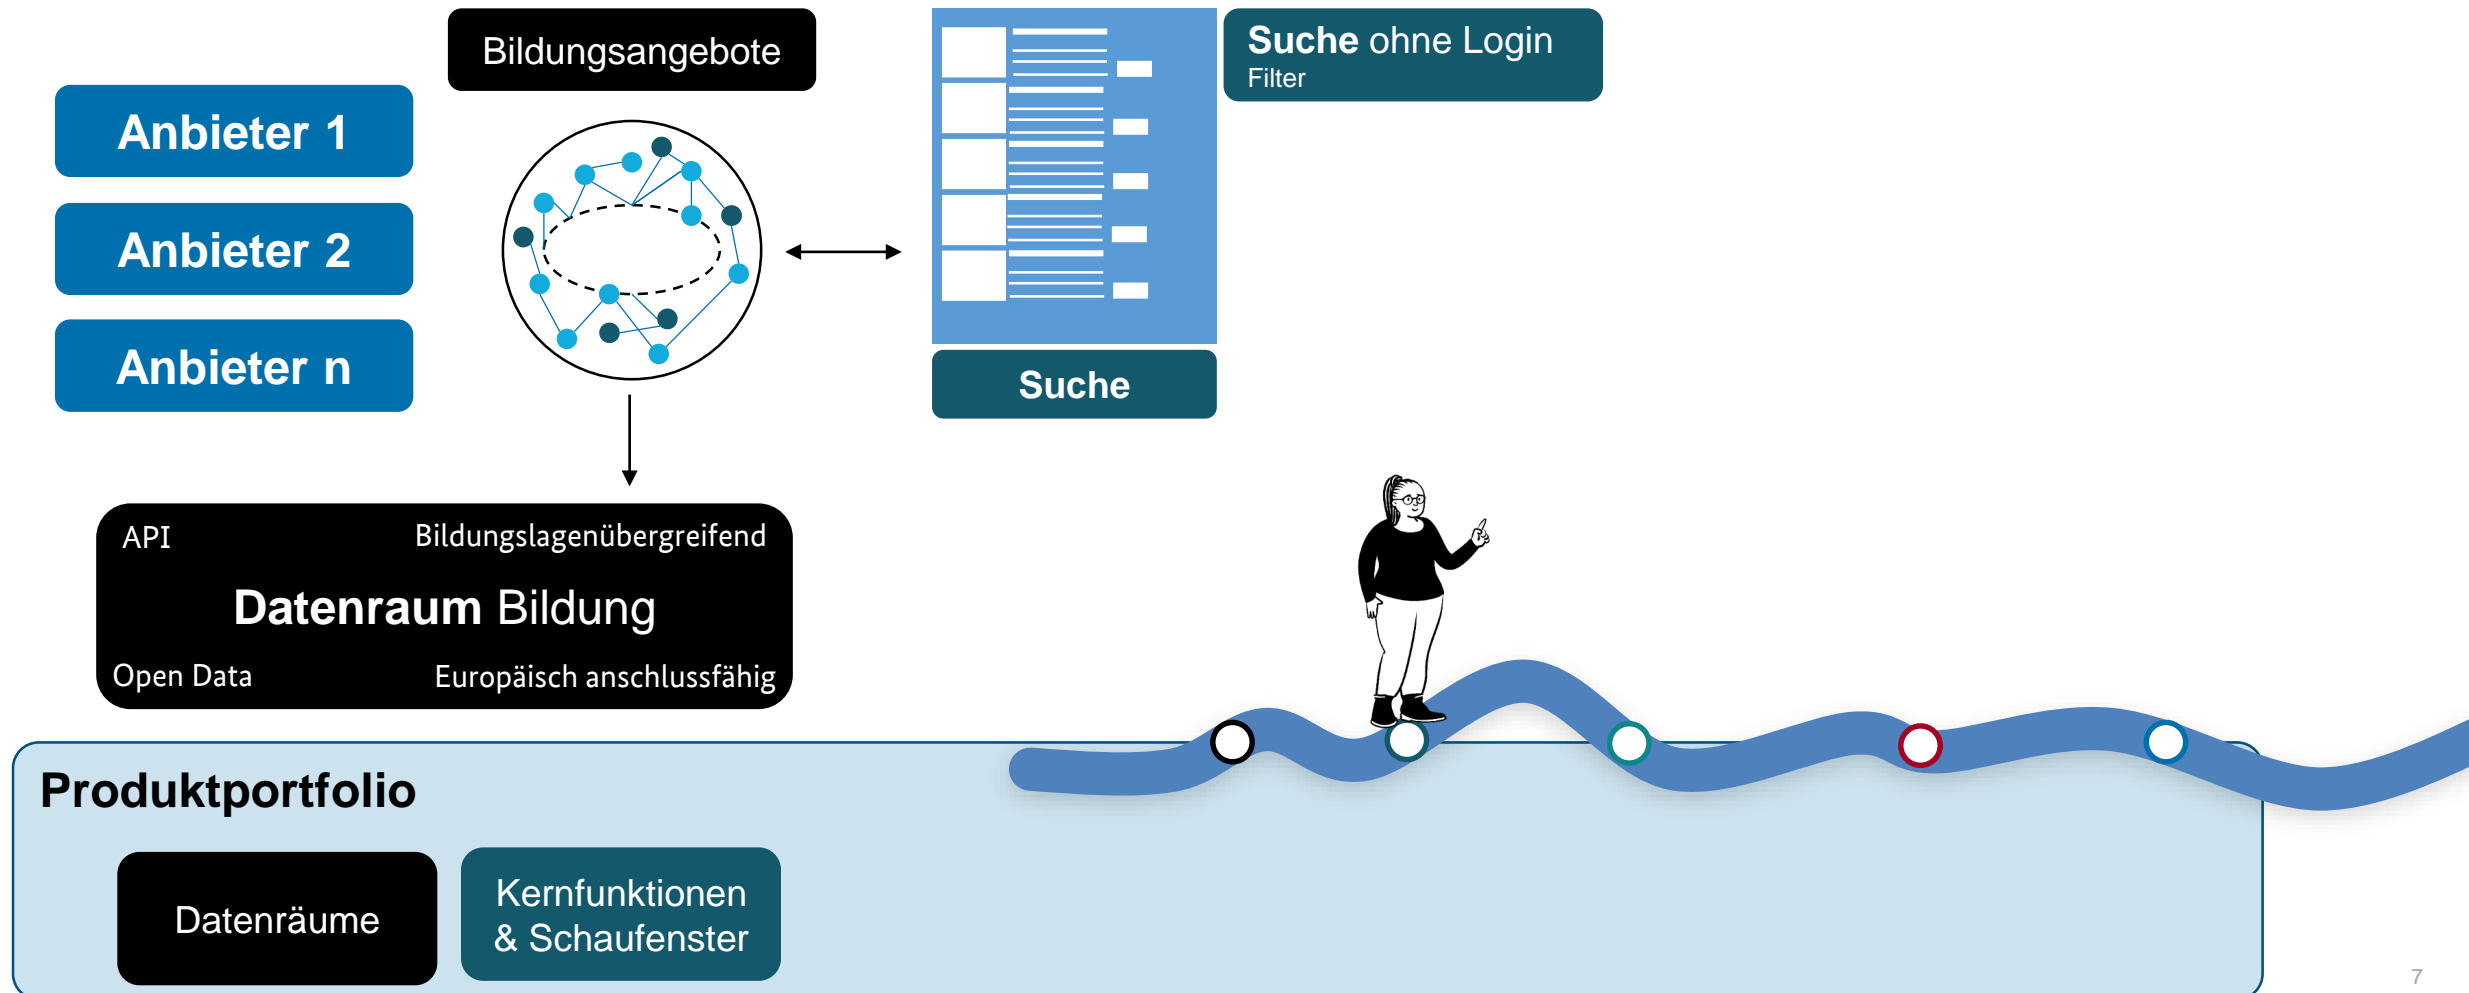 Bildungsangebote
Suche ohne Login
Filter
Anbieter 1
Anbieter 2
Anbieter n
Suche
API
Bildungslagenübergreifend
Datenraum Bildung
Open Data
Europäisch anschlussfähig
Produktportfolio
Datenräume
Kernfunktionen
& Schaufenster
7